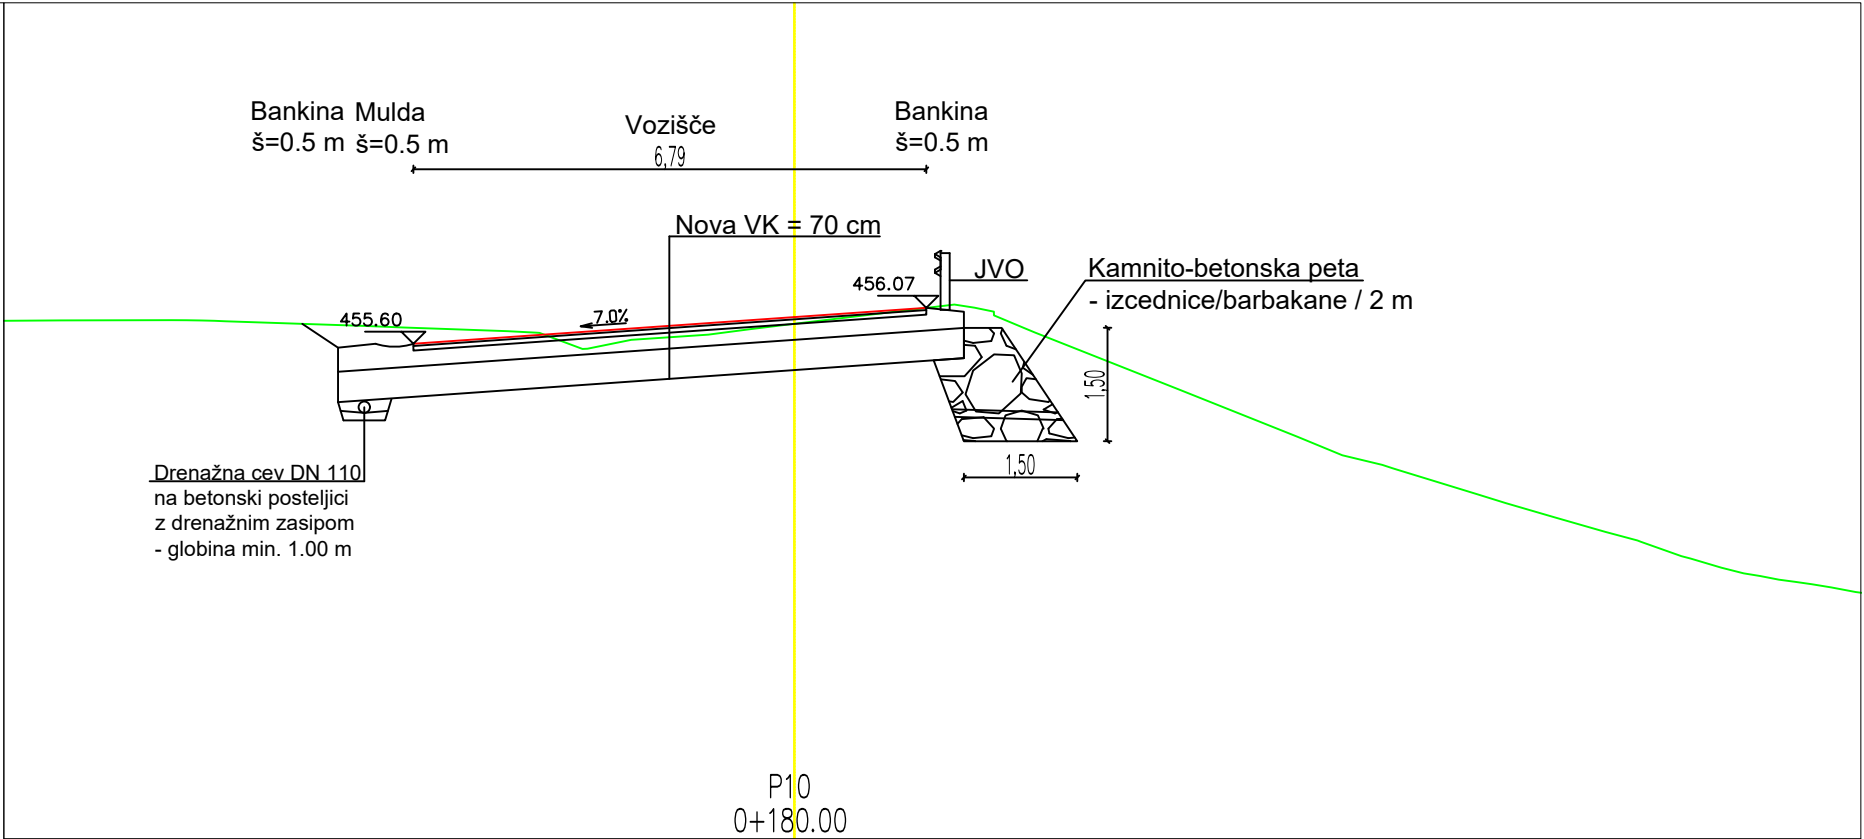 Bankina
š=0.5 m
Mulda
š=0.5 m
Vozišče
6,79
Bankina
š=0.5 m
Nova VK = 70 cm
JVO
Kamnito-betonska peta
- izcednice/barbakane / 2 m
455.60
7.0%
456.07
1,50
1,50
Drenažna cev DN 110
na betonski posteljici
z drenažnim zasipom
- globina min. 1.00 m
P10
0+180.00